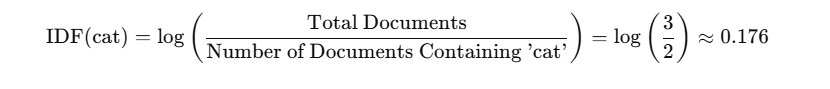 IDF(cat) = log ( Total Documents / Number of Documents Containing 'cat' ) = log ( 3 / 2 ) ≈ 0.176